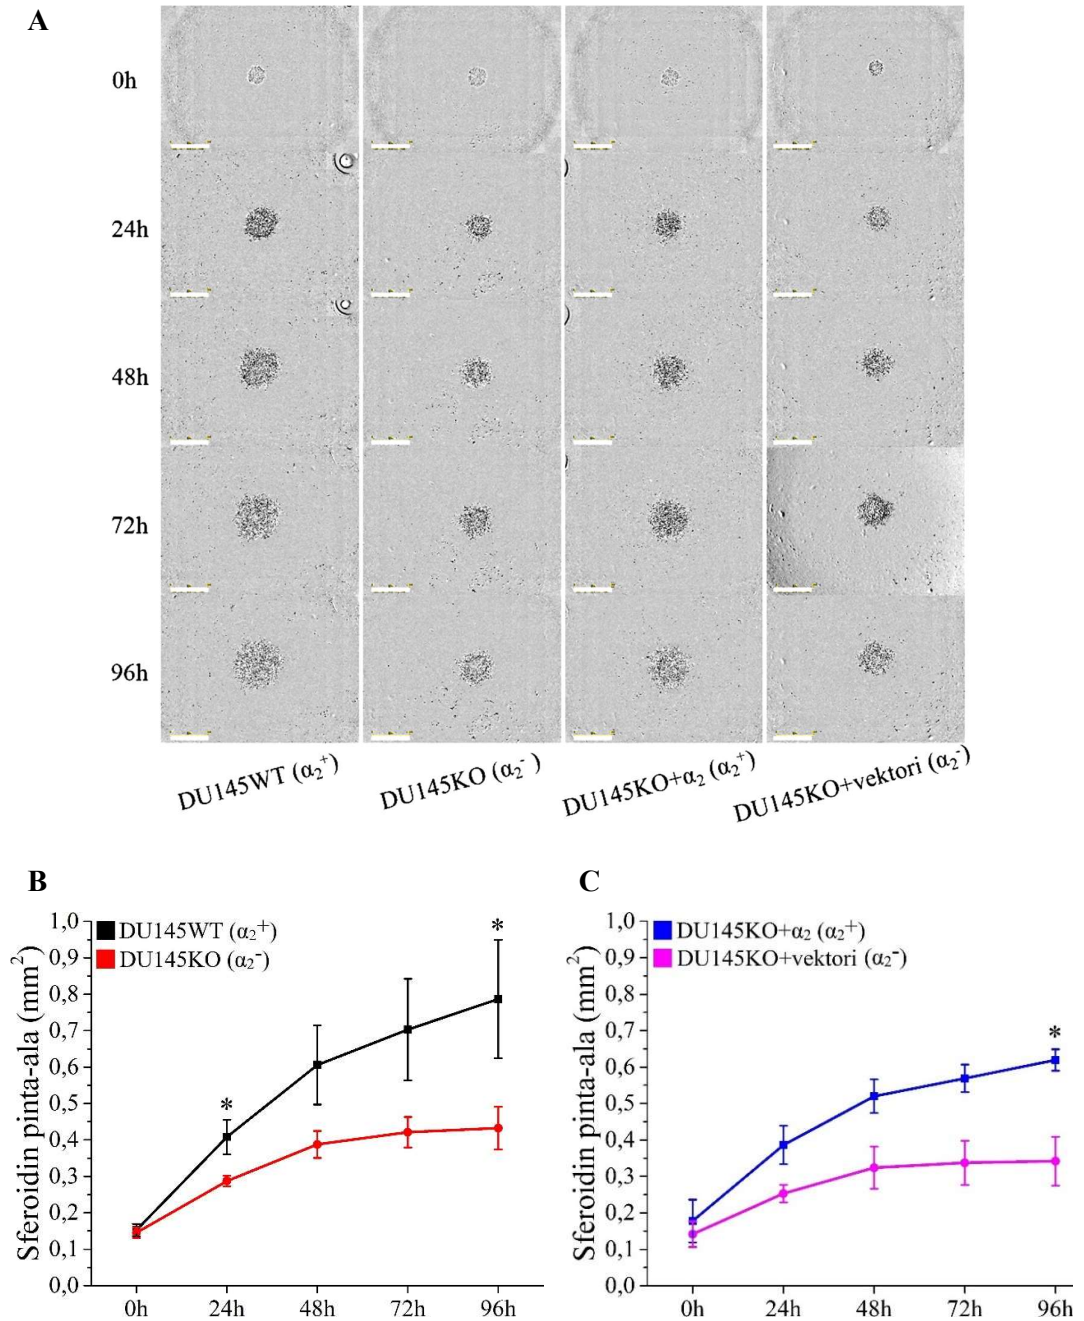 A
0h
24h
48h
72h
96h
DU145WT (α₂⁺)
DU145KO (α₂⁻)
DU145KO+α₂ (α₂⁺)
DU145KO+vektori (α₂⁻)
B
DU145WT (α₂⁺)
DU145KO (α₂⁻)
Sferoidin pinta-ala (mm²)
1,0
0,9
0,8
0,7
0,6
0,5
0,4
0,3
0,2
0,1
0,0
*
*
0h 24h 48h 72h 96h
C
DU145KO+α₂ (α₂⁺)
DU145KO+vektori (α₂⁻)
Sferoidin pinta-ala (mm²)
1,0
0,9
0,8
0,7
0,6
0,5
0,4
0,3
0,2
0,1
0,0
*
0h 24h 48h 72h 96h